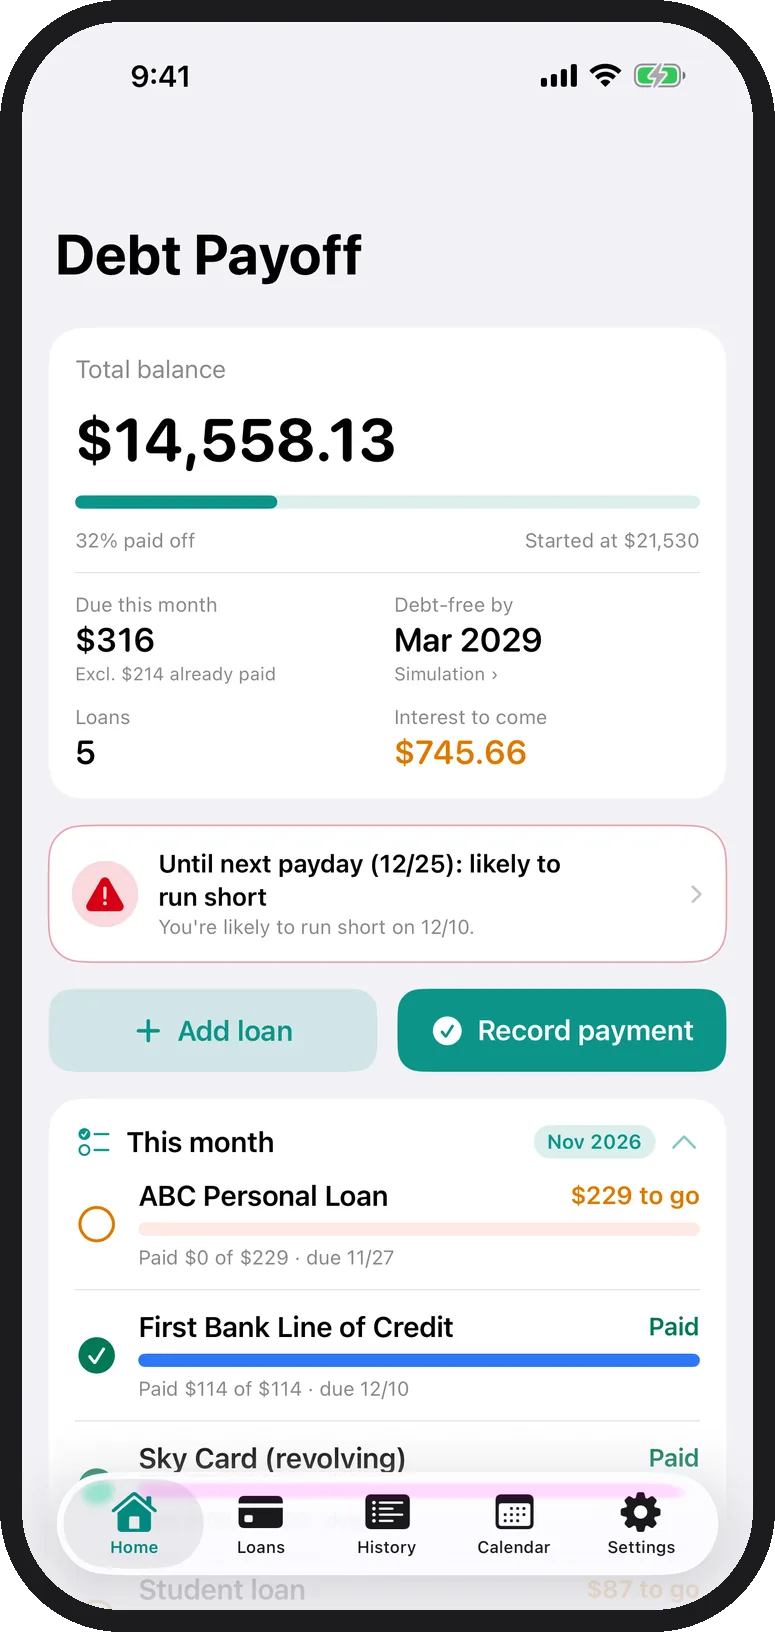 9:41
Debt Payoff
Total balance
$14,558.13
32% paid off
Started at $21,530
Due this month
$316
Excl. $214 already paid
Debt-free by
Mar 2029
Simulation ›
Loans
5
Interest to come
$745.66
Until next payday (12/25): likely to
run short
You're likely to run short on 12/10.
+ Add loan
Record payment
This month
Nov 2026
ABC Personal Loan
$229 to go
Paid $0 of $229 · due 11/27
First Bank Line of Credit
Paid
Paid $114 of $114 · due 12/10
Sky Card (revolving)
Paid
Home
Loans
History
Calendar
Settings
Student loan
$87 to go